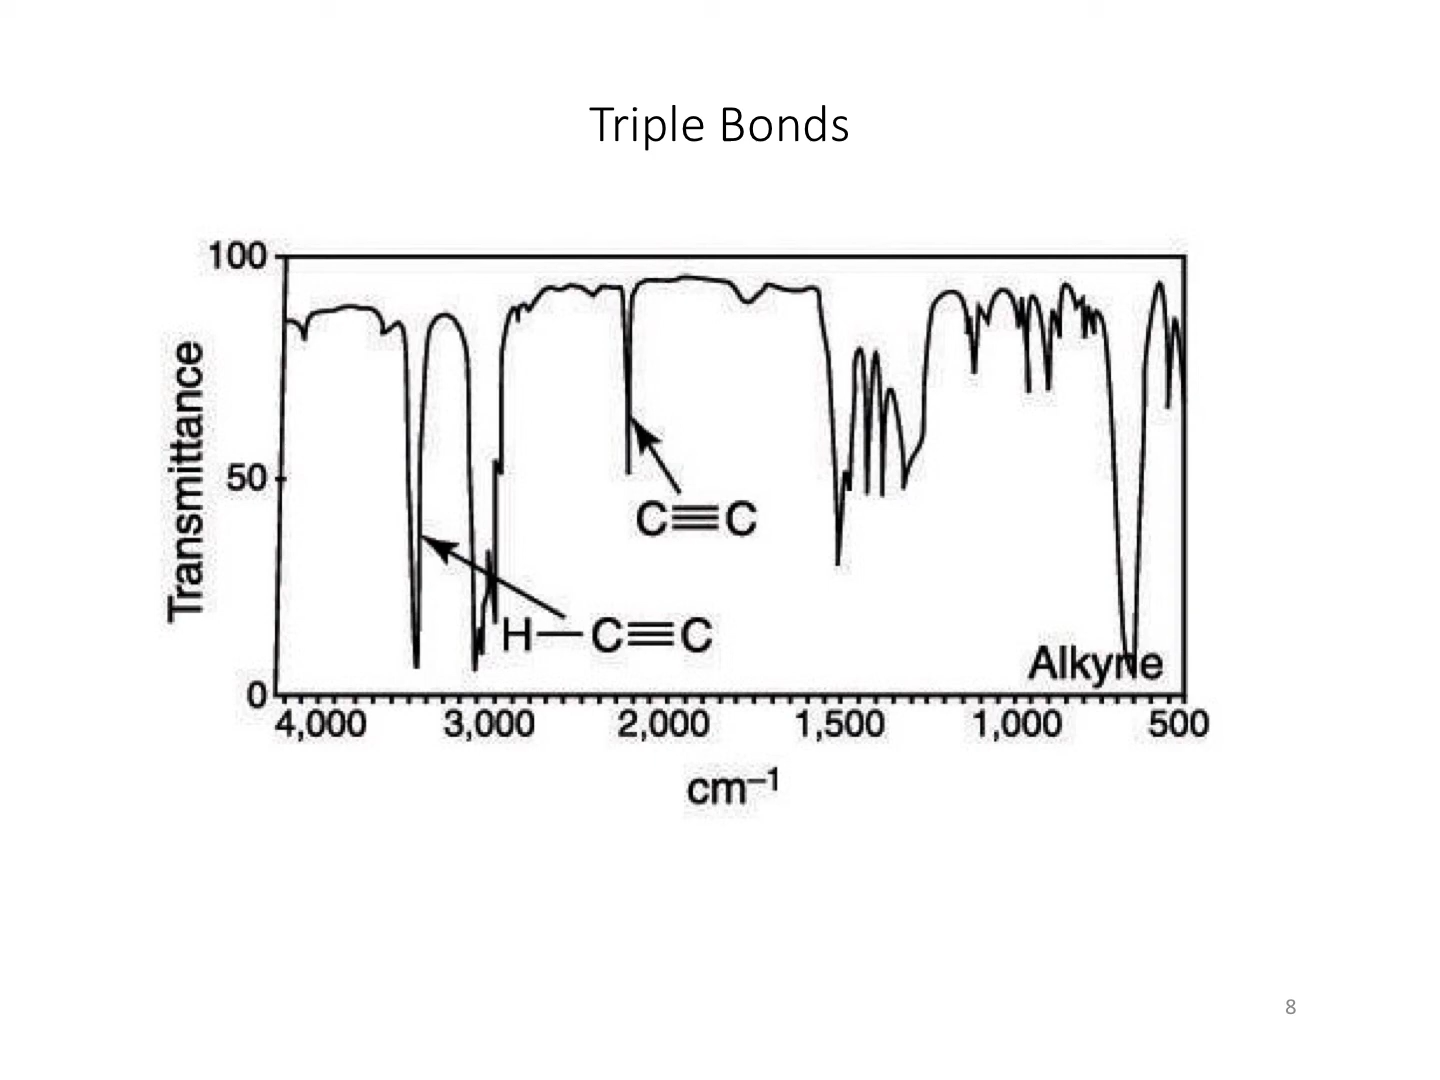 Triple Bonds
100
Transmittance
50
C≡C
H—C≡C
Alkyne
0
4,000 3,000 2,000 1,500 1,000 500
cm⁻¹
8